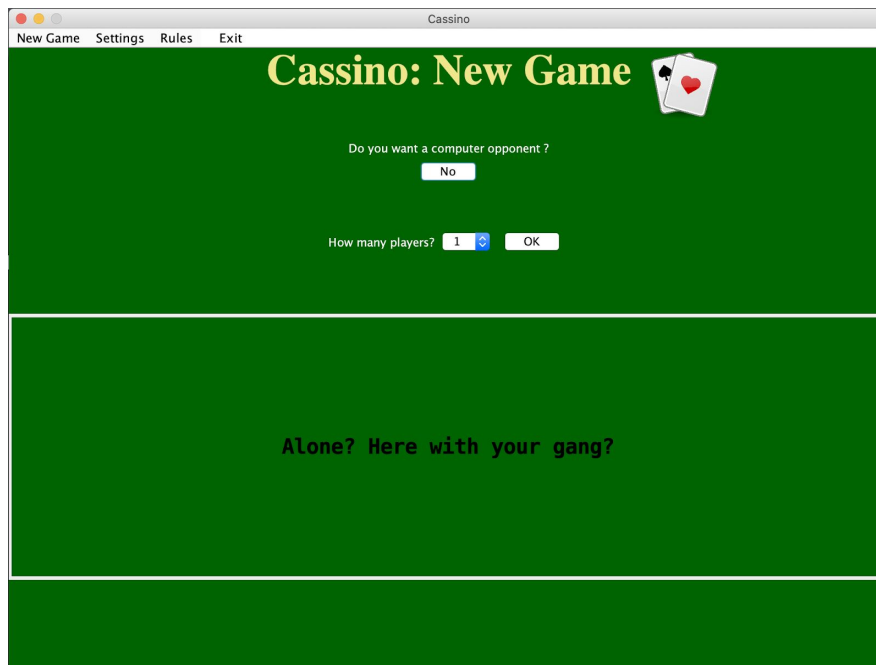 Cassino
New Game Settings Rules Exit
Cassino: New Game
Do you want a computer opponent ?
No
How many players? 1 OK
Alone? Here with your gang?